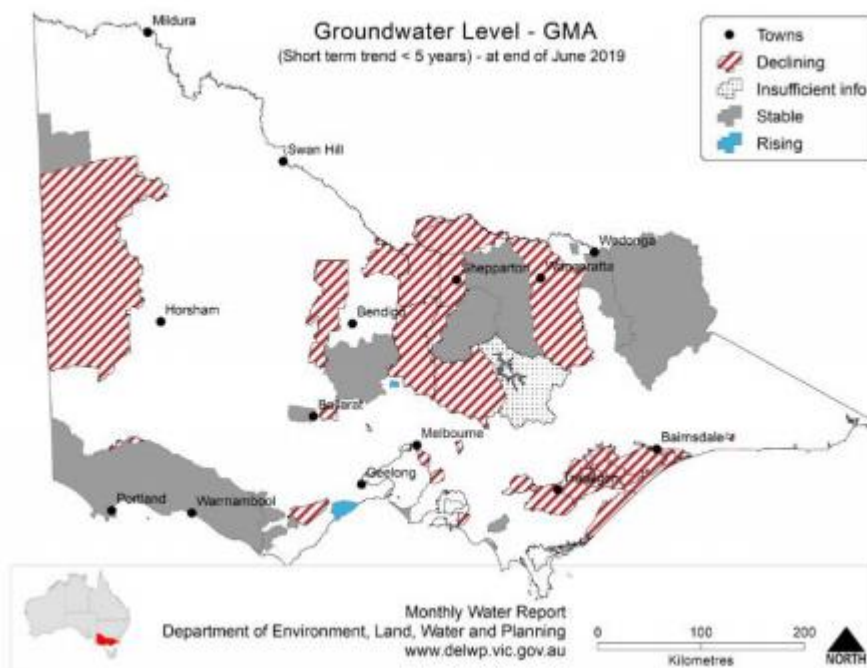 Groundwater Level - GMA
(Short term trend < 5 years) - at end of June 2019
Towns
Declining
Insufficient info
Stable
Rising
Mildura
Swan Hill
Wodonga
Shepparton
Wangaratta
Horsham
Bendigo
Ballarat
Melbourne
Bairnsdale
Geelong
Traralgon
Portland
Warrnambool
Monthly Water Report
Department of Environment, Land, Water and Planning
www.delwp.vic.gov.au
0 100 200
Kilometres
NORTH